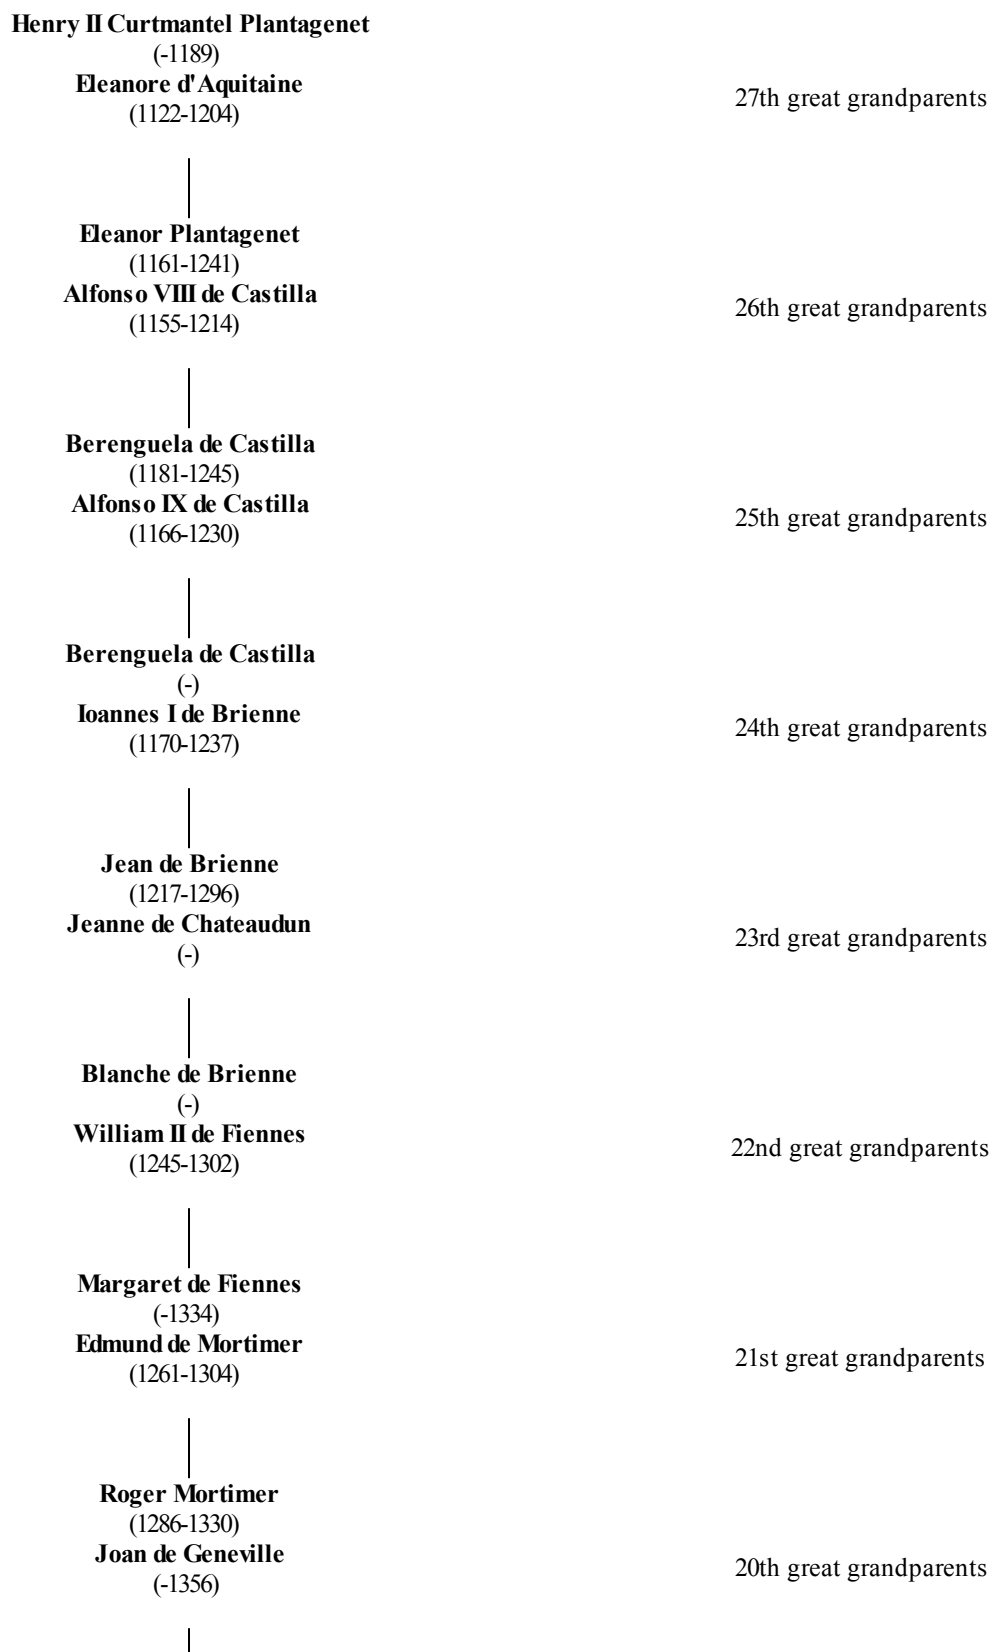 Henry II Curtmantel Plantagenet
(-1189)
Eleanore d'Aquitaine
(1122-1204)
27th great grandparents
Eleanor Plantagenet
(1161-1241)
Alfonso VIII de Castilla
(1155-1214)
26th great grandparents
Berenguela de Castilla
(1181-1245)
Alfonso IX de Castilla
(1166-1230)
25th great grandparents
Berenguela de Castilla
(-)
Ioannes I de Brienne
(1170-1237)
24th great grandparents
Jean de Brienne
(1217-1296)
Jeanne de Chateaudun
(-)
23rd great grandparents
Blanche de Brienne
(-)
William II de Fiennes
(1245-1302)
22nd great grandparents
Margaret de Fiennes
(-1334)
Edmund de Mortimer
(1261-1304)
21st great grandparents
Roger Mortimer
(1286-1330)
Joan de Geneville
(-1356)
20th great grandparents